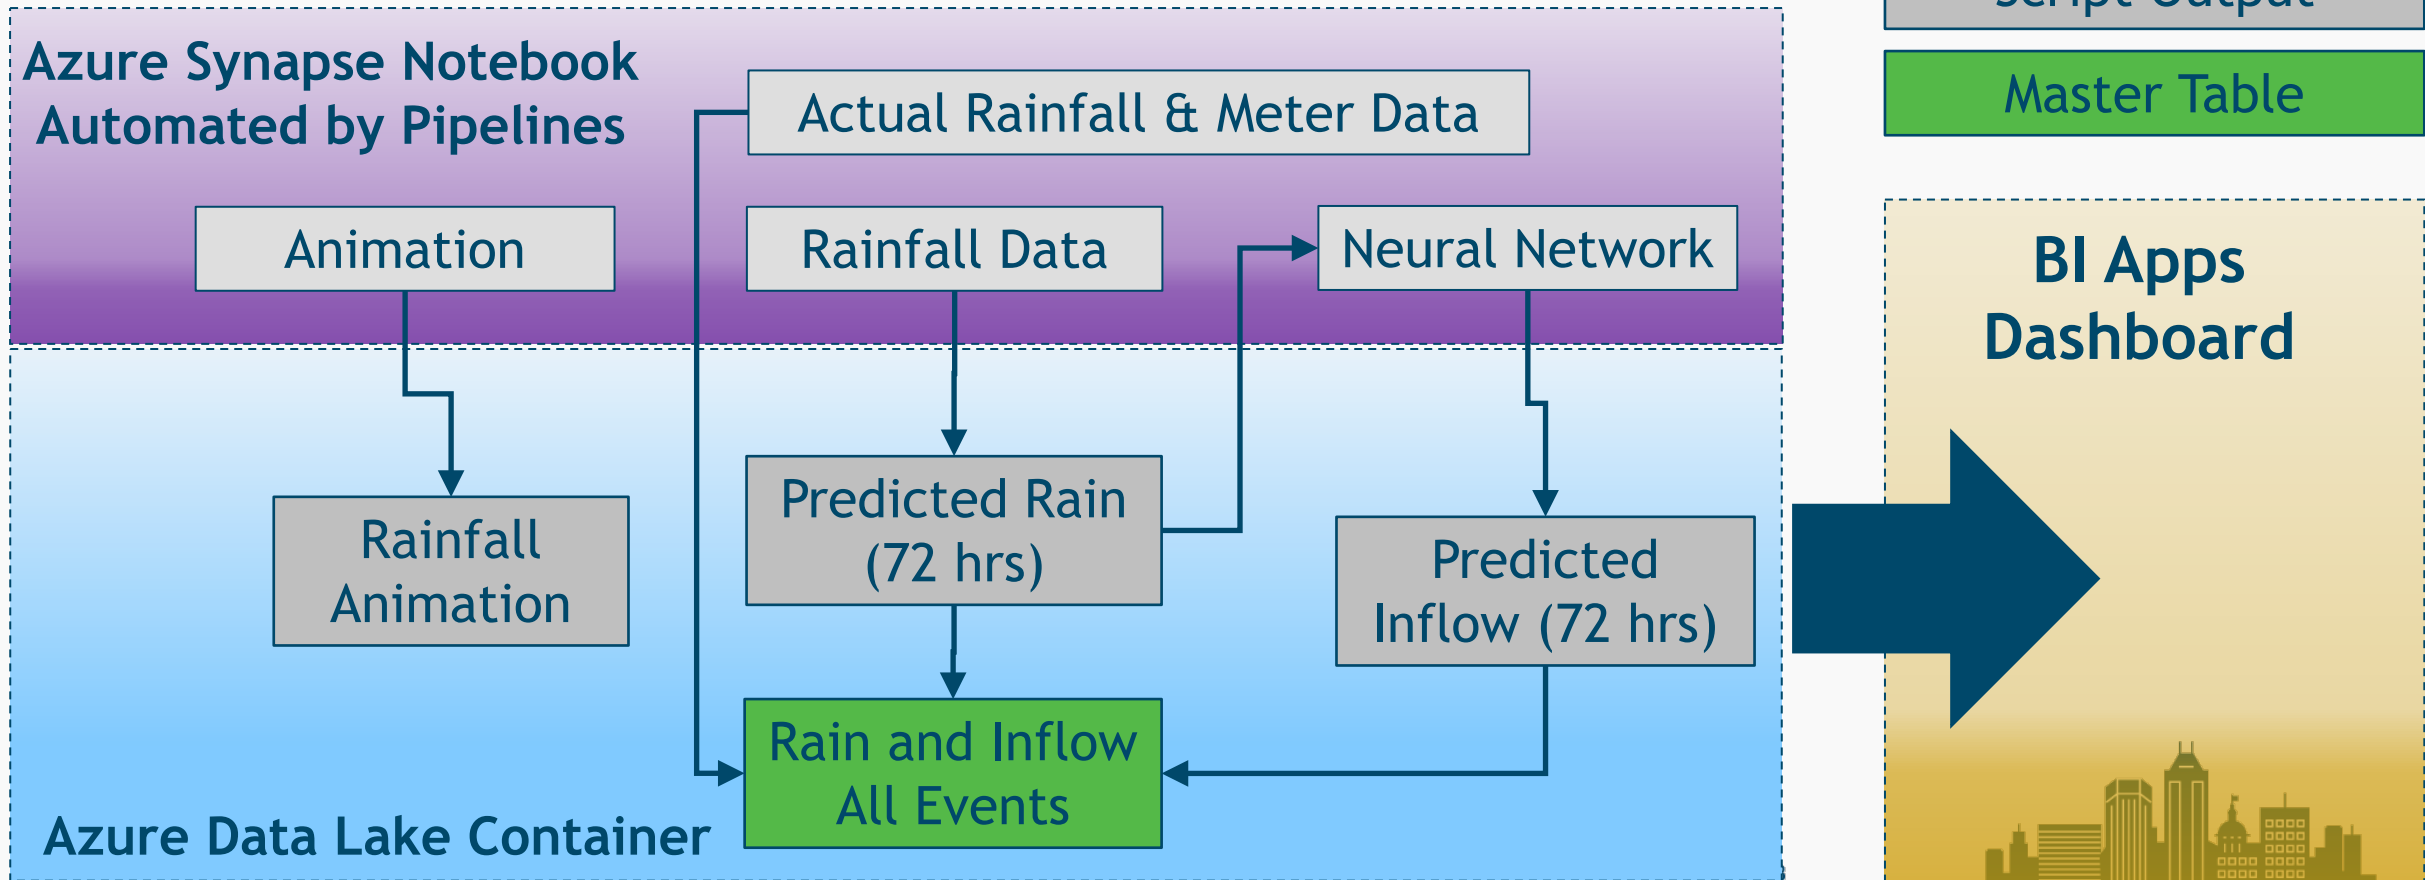 Script Output
Azure Synapse Notebook
Automated by Pipelines
Actual Rainfall & Meter Data
Master Table
Animation
Rainfall Data
Neural Network
BI Apps
Dashboard
Predicted Rain
(72 hrs)
Rainfall
Animation
Predicted
Inflow (72 hrs)
Rain and Inflow
All Events
Azure Data Lake Container